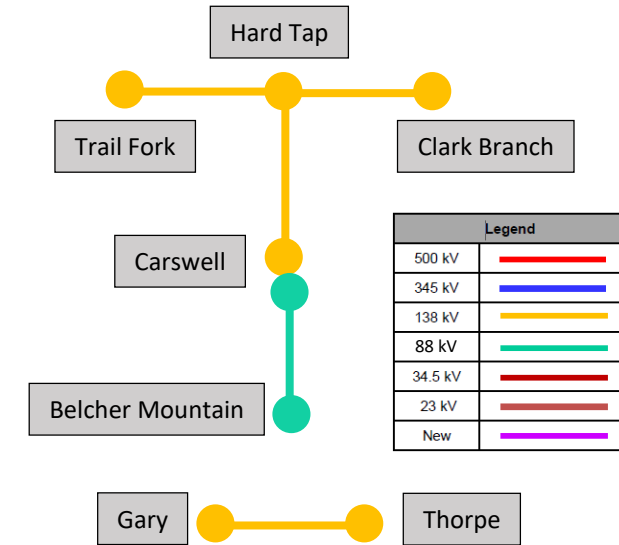 Hard Tap
Trail Fork
Clark Branch
Carswell
Legend
500 kV
345 kV
138 kV
88 kV
34.5 kV
23 kV
New
Belcher Mountain
Gary
Thorpe